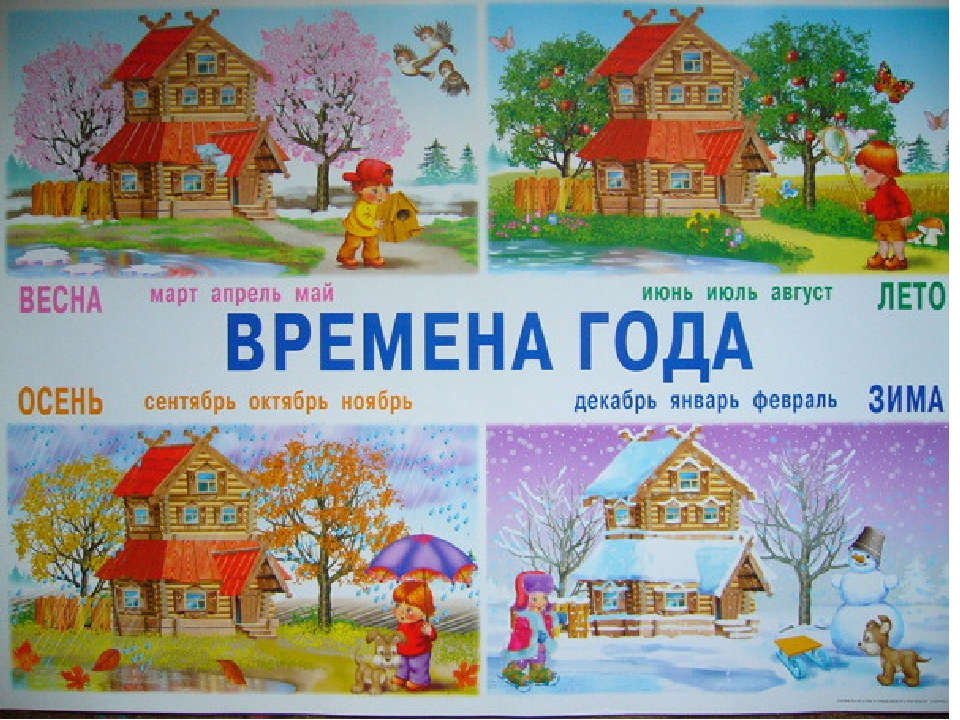 ВЕСНА март апрель май июнь июль август ЛЕТО
ВРЕМЕНА ГОДА
ОСЕНЬ сентябрь октябрь ноябрь декабрь январь февраль ЗИМА